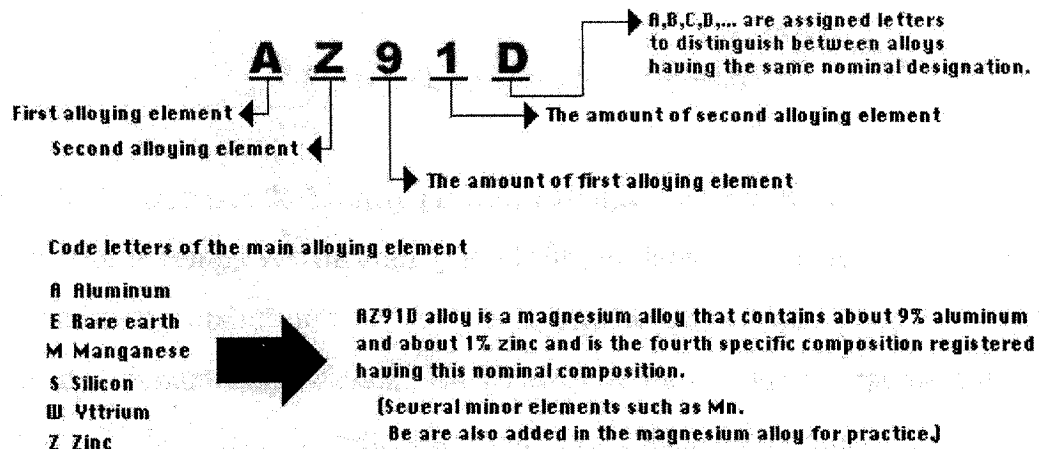 A Z 9 1 D
A,B,C,D,... are assigned letters
to distinguish between alloys
having the same nominal designation.
First alloying element
The amount of second alloying element
Second alloying element
The amount of first alloying element
Code letters of the main alloying element
A Aluminum
E Rare earth
M Manganese
S Silicon
W Yttrium
Z Zinc
AZ91D alloy is a magnesium alloy that contains about 9% aluminum
and about 1% zinc and is the fourth specific composition registered
having this nominal composition.
(Several minor elements such as Mn.
Be are also added in the magnesium alloy for practice.)